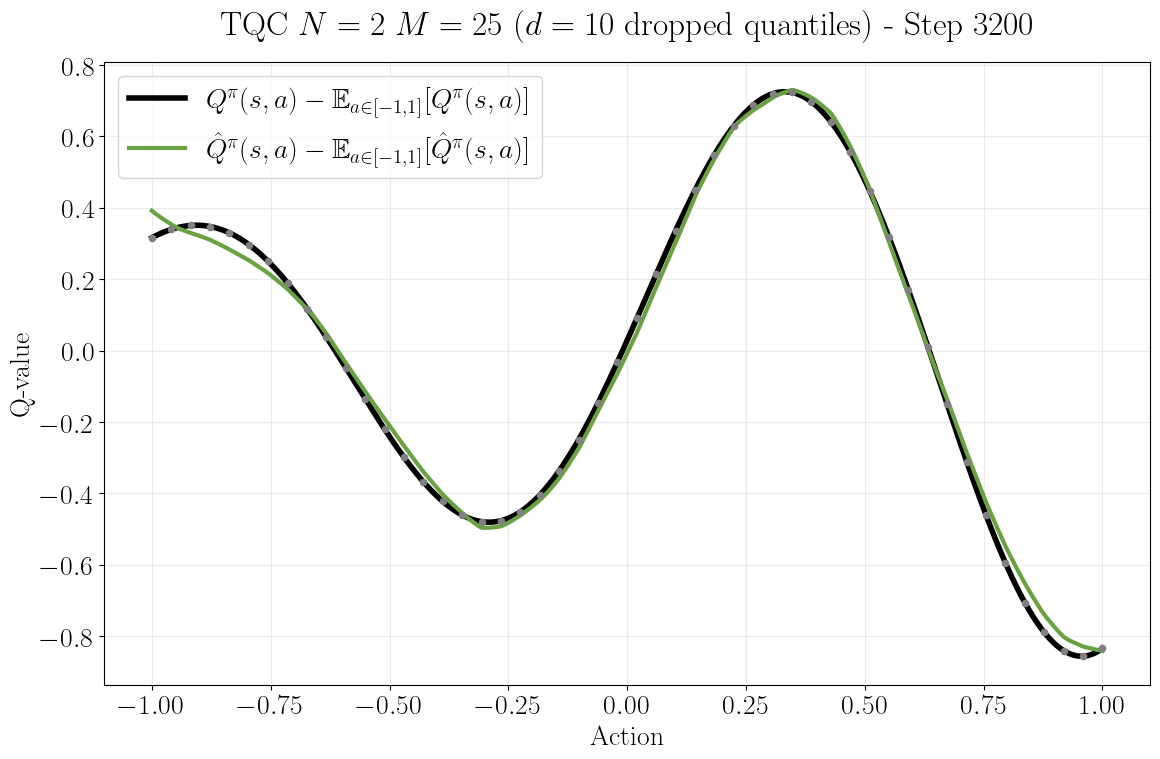 TQC N = 2 M = 25 (d = 10 dropped quantiles) - Step 3200
Q^π(s, a) − 𝔼_{a∈[−1,1]}[Q^π(s, a)]
Q̂^π(s, a) − 𝔼_{a∈[−1,1]}[Q̂^π(s, a)]
0.8
0.6
0.4
0.2
0.0
−0.2
−0.4
−0.6
−0.8
Q-value
−1.00 −0.75 −0.50 −0.25 0.00 0.25 0.50 0.75 1.00
Action